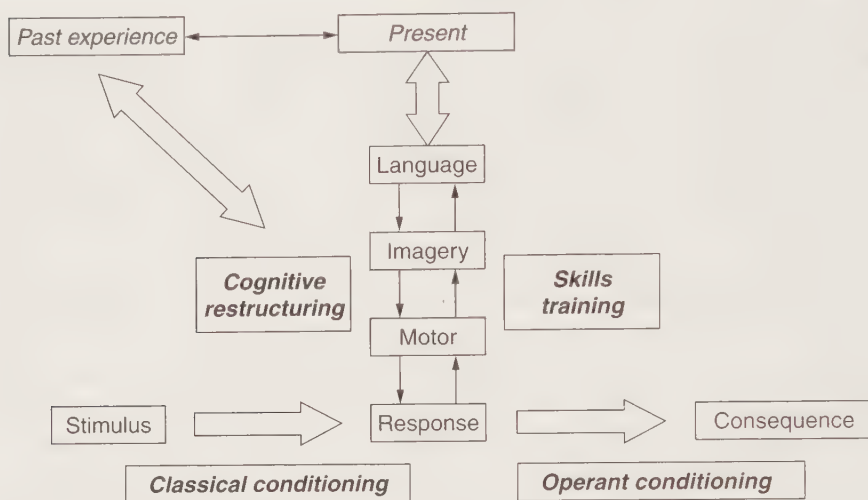 Past experience
Present
Language
Imagery
Cognitive
restructuring
Skills
training
Motor
Stimulus
Response
Consequence
Classical conditioning
Operant conditioning